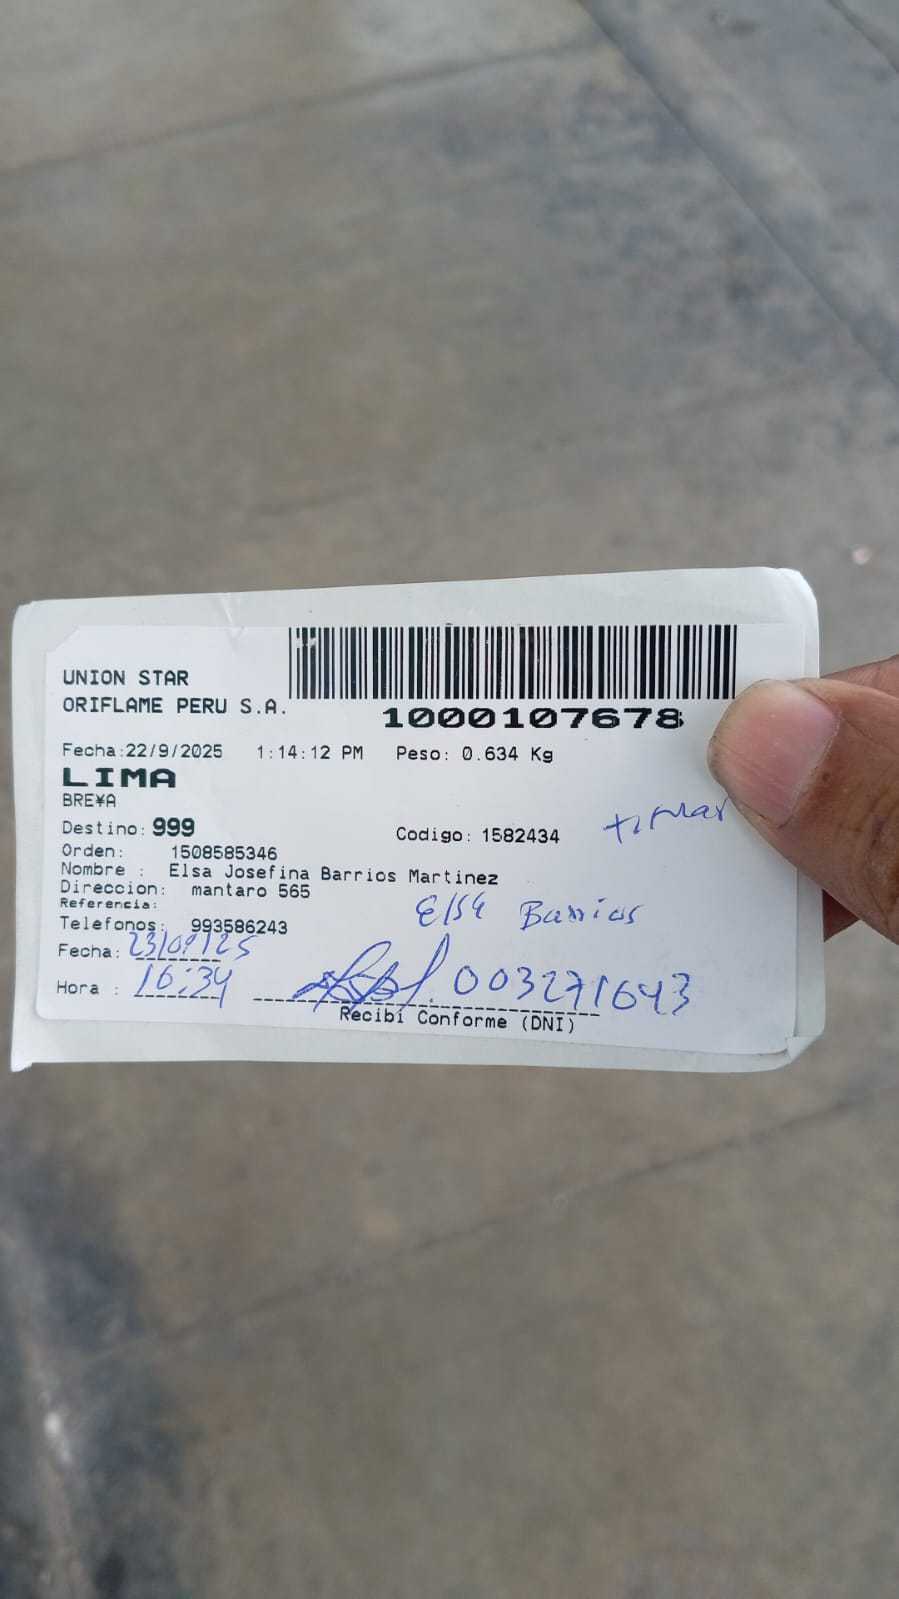 UNION STAR
ORIFLAME PERU S.A.
1000107678
Fecha:22/9/2025 1:14:12 PM Peso: 0.634 Kg
LIMA
BRE¥A
Destino: 999 Codigo: 1582434
Orden: 1508585346
Nombre : Elsa Josefina Barrios Martinez
Direccion: mantaro 565
Referencia:
Elsa Barrios
Telefonos: 993586243
Fecha: 23/09/25
Hora : 16:34 003271643
Recibí Conforme (DNI)